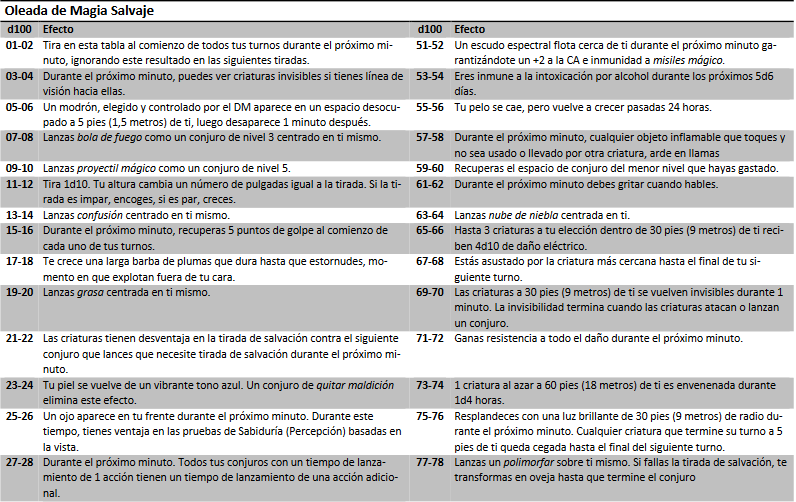 Oleada de Magia Salvaje
d100 Efecto
01-02 Tira en esta tabla al comienzo de todos tus turnos durante el próximo mi-
nuto, ignorando este resultado en las siguientes tiradas.
03-04 Durante el próximo minuto, puedes ver criaturas invisibles si tienes línea de
visión hacia ellas.
05-06 Un modrón, elegido y controlado por el DM aparece en un espacio desocu-
pado a 5 pies (1,5 metros) de ti, luego desaparece 1 minuto después.
07-08 Lanzas bola de fuego como un conjuro de nivel 3 centrado en ti mismo.
09-10 Lanzas proyectil mágico como un conjuro de nivel 5.
11-12 Tira 1d10. Tu altura cambia un número de pulgadas igual a la tirada. Si la ti-
rada es impar, encoges, si es par, creces.
13-14 Lanzas confusión centrado en ti mismo.
15-16 Durante el próximo minuto, recuperas 5 puntos de golpe al comienzo de
cada uno de tus turnos.
17-18 Te crece una larga barba de plumas que dura hasta que estornudes, mo-
mento en que explotan fuera de tu cara.
19-20 Lanzas grasa centrada en ti mismo.
21-22 Las criaturas tienen desventaja en la tirada de salvación contra el siguiente
conjuro que lances que necesite tirada de salvación durante el próximo mi-
nuto.
23-24 Tu piel se vuelve de un vibrante tono azul. Un conjuro de quitar maldición
elimina este efecto.
25-26 Un ojo aparece en tu frente durante el próximo minuto. Durante este
tiempo, tienes ventaja en las pruebas de Sabiduría (Percepción) basadas en
la vista.
27-28 Durante el próximo minuto. Todos tus conjuros con un tiempo de lanza-
miento de 1 acción tienen un tiempo de lanzamiento de una acción adicio-
nal.
d100 Efecto
51-52 Un escudo espectral flota cerca de ti durante el próximo minuto ga-
rantizándote un +2 a la CA e inmunidad a misiles mágico.
53-54 Eres inmune a la intoxicación por alcohol durante los próximos 5d6
días.
55-56 Tu pelo se cae, pero vuelve a crecer pasadas 24 horas.
57-58 Durante el próximo minuto, cualquier objeto inflamable que toques y
no sea usado o llevado por otra criatura, arde en llamas
59-60 Recuperas el espacio de conjuro del menor nivel que hayas gastado.
61-62 Durante el próximo minuto debes gritar cuando hables.
63-64 Lanzas nube de niebla centrada en ti.
65-66 Hasta 3 criaturas a tu elección dentro de 30 pies (9 metros) de ti reci-
ben 4d10 de daño eléctrico.
67-68 Estás asustado por la criatura más cercana hasta el final de tu si-
guiente turno.
69-70 Las criaturas a 30 pies (9 metros) de ti se vuelven invisibles durante 1
minuto. La invisibilidad termina cuando las criaturas atacan o lanzan
un conjuro.
71-72 Ganas resistencia a todo el daño durante el próximo minuto.
73-74 1 criatura al azar a 60 pies (18 metros) de ti es envenenada durante
1d4 horas.
75-76 Resplandeces con una luz brillante de 30 pies (9 metros) de radio du-
rante el próximo minuto. Cualquier criatura que termine su turno a 5
pies de ti queda cegada hasta el final del siguiente turno.
77-78 Lanzas un polimorfar sobre ti mismo. Si fallas la tirada de salvación, te
transformas en oveja hasta que termine el conjuro